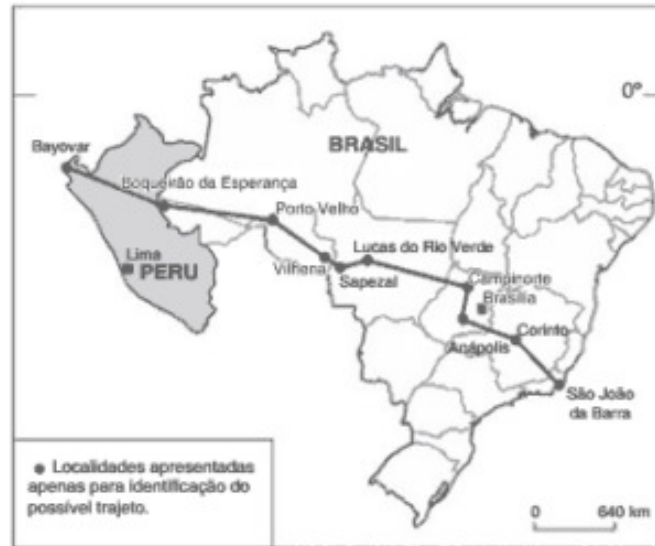 0°
Bayovar
BRASIL
Boqueirão da Esperança
Porto Velho
Lima
PERU
Lucas do Rio Verde
Vilhena
Sapezal
Campinorte
Brasília
Corinto
Anápolis
São João
da Barra
Localidades apresentadas
apenas para identificação do
possível trajeto.
0 640 km